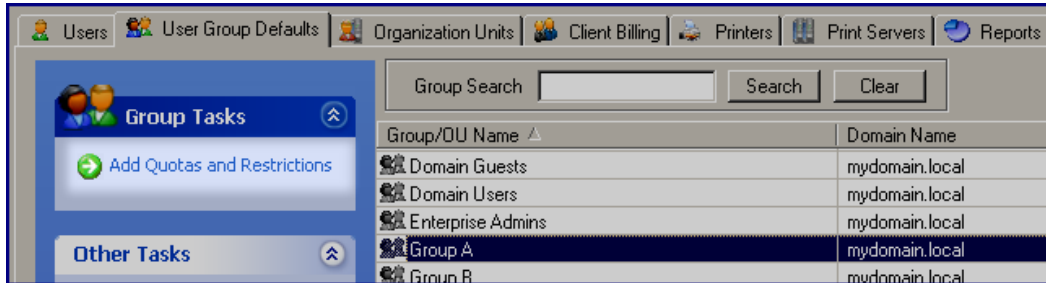 Users User Group Defaults Organization Units Client Billing Printers Print Servers Reports
Group Search Search Clear
Group Tasks
Add Quotas and Restrictions
Other Tasks
Group/OU Name Domain Name
Domain Guests mydomain.local
Domain Users mydomain.local
Enterprise Admins mydomain.local
Group A mydomain.local
Group B mydomain.local